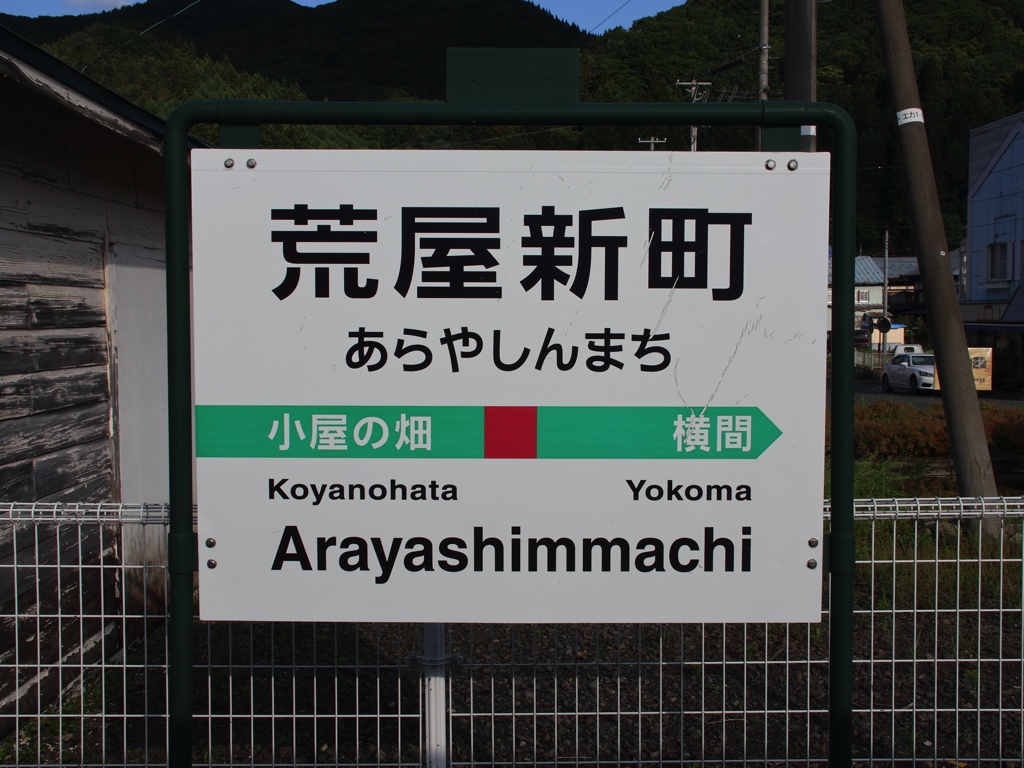 荒屋新町
あらやしんまち
小屋の畑 横間
Koyanohata Yokoma
Arayashimmachi